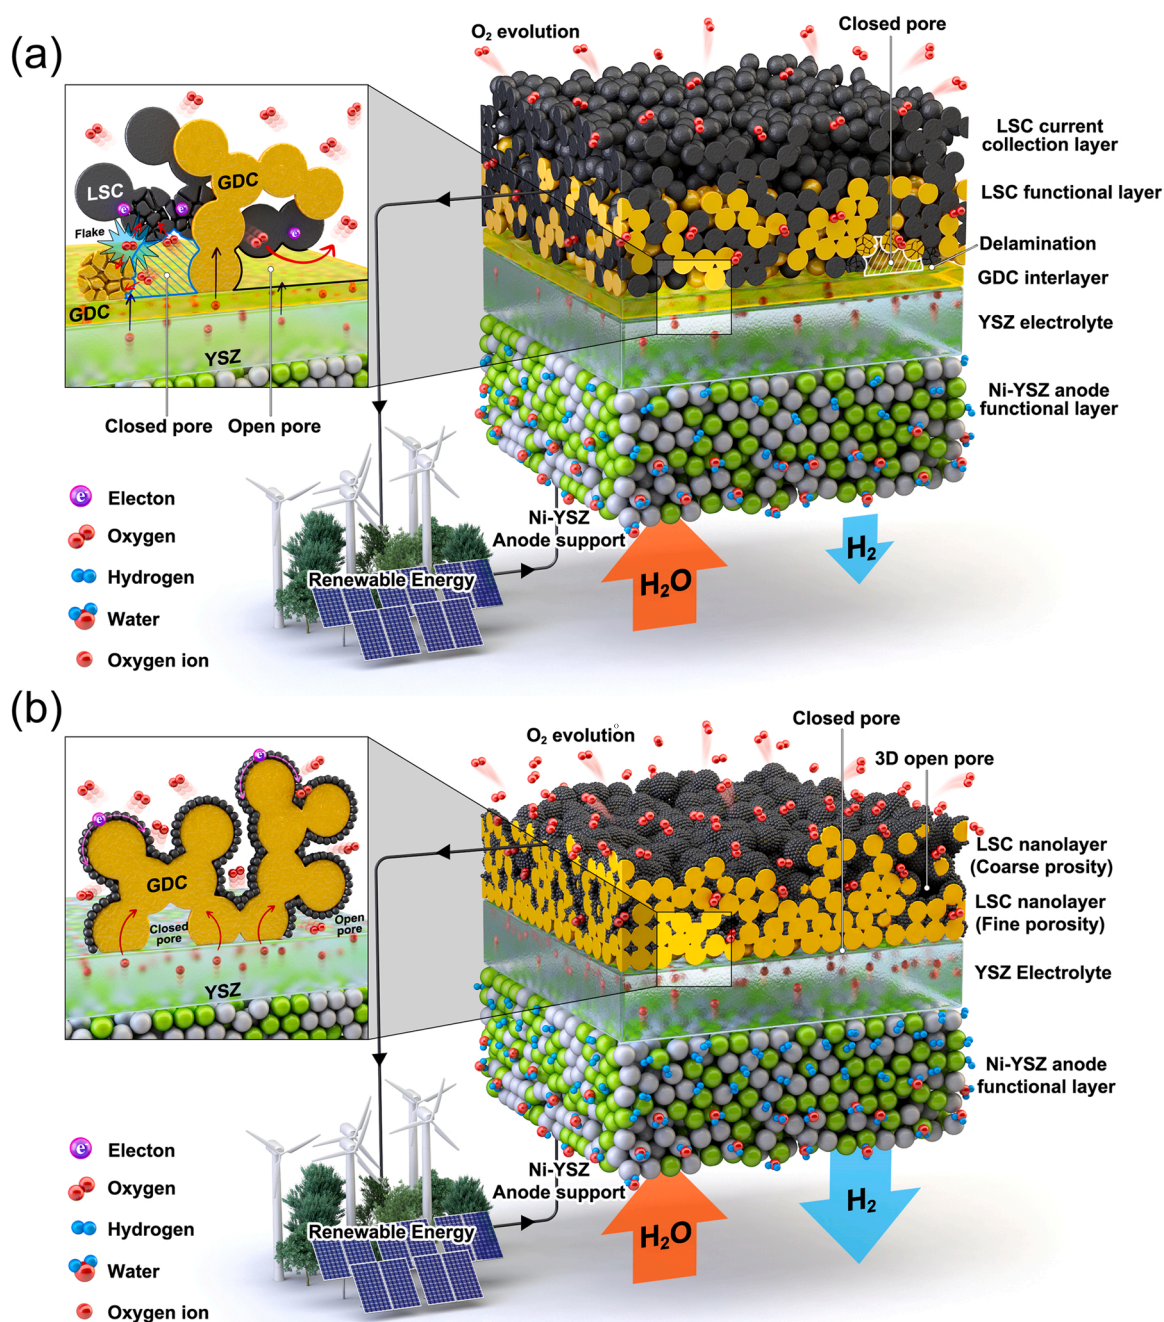 (a)
O₂ evolution
Closed pore
LSC current
collection layer
LSC functional layer
Delamination
GDC interlayer
YSZ electrolyte
Ni-YSZ anode
functional layer
LSC
GDC
e⁻
e⁻
e⁻
Flake
GDC
YSZ
Closed pore
Open pore
e⁻
Electon
Oxygen
Hydrogen
Water
Oxygen ion
Ni-YSZ
Anode support
Renewable Energy
H₂O
H₂
(b)
O₂ evolution
Closed pore
3D open pore
LSC nanolayer
(Coarse prosity)
LSC nanolayer
(Fine porosity)
YSZ Electrolyte
Ni-YSZ anode
functional layer
e⁻
e⁻
GDC
Closed
pore
Open
pore
YSZ
e⁻
Electon
Oxygen
Hydrogen
Water
Oxygen ion
Ni-YSZ
Anode support
Renewable Energy
H₂O
H₂